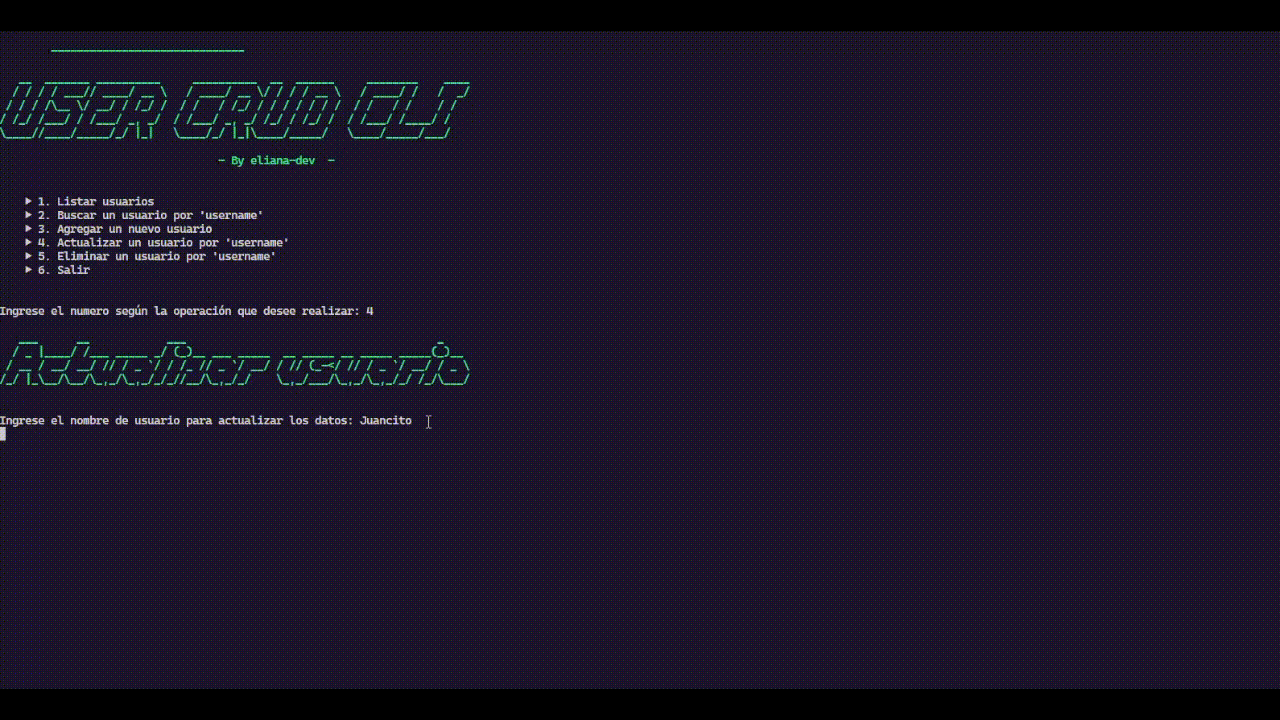 USER CRUD CLI
- By eliana-dev -
1. Listar usuarios
2. Buscar un usuario por 'username'
3. Agregar un nuevo usuario
4. Actualizar un usuario por 'username'
5. Eliminar un usuario por 'username'
6. Salir
Ingrese el numero según la operación que desee realizar: 4
Actualizar usuario
Ingrese el nombre de usuario para actualizar los datos: Juancito